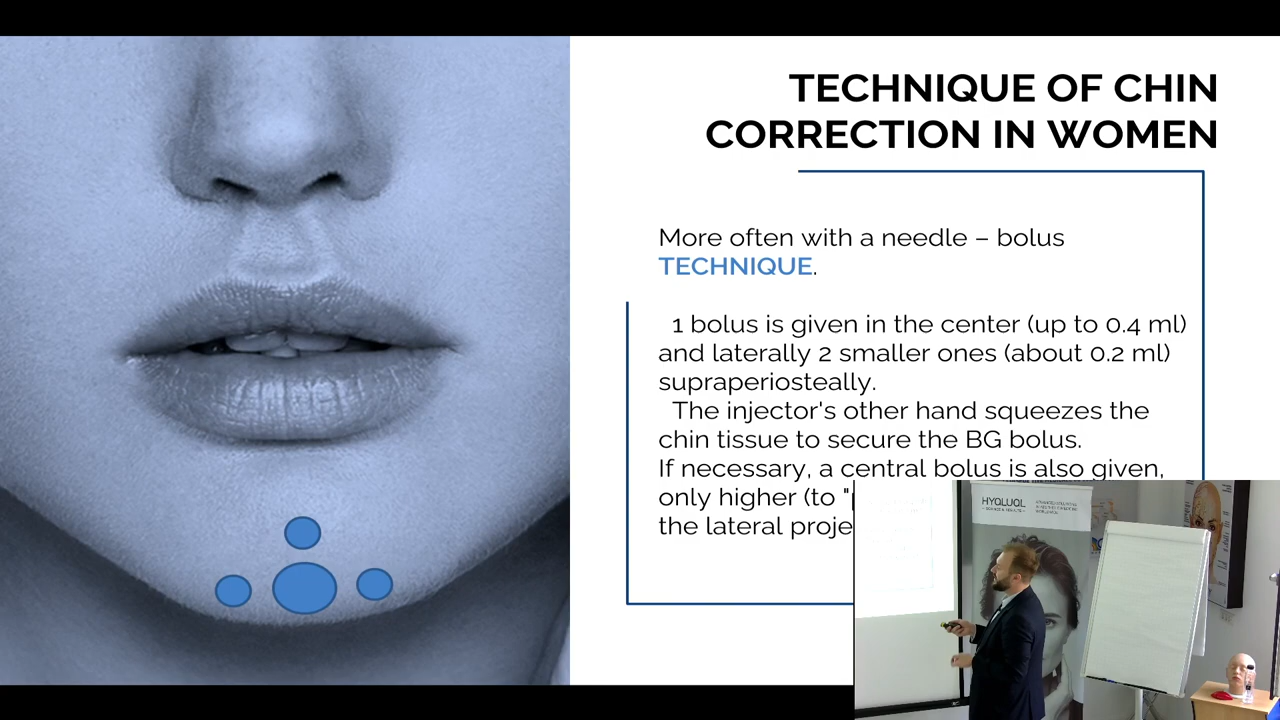 TECHNIQUE OF CHIN
CORRECTION IN WOMEN
More often with a needle – bolus
TECHNIQUE.
1 bolus is given in the center (up to 0.4 ml)
and laterally 2 smaller ones (about 0.2 ml)
supraperiosteally.
The injector's other hand squeezes the
chin tissue to secure the BG bolus.
If necessary, a central bolus is also given,
only higher (to "
the lateral proje
HYALUAL